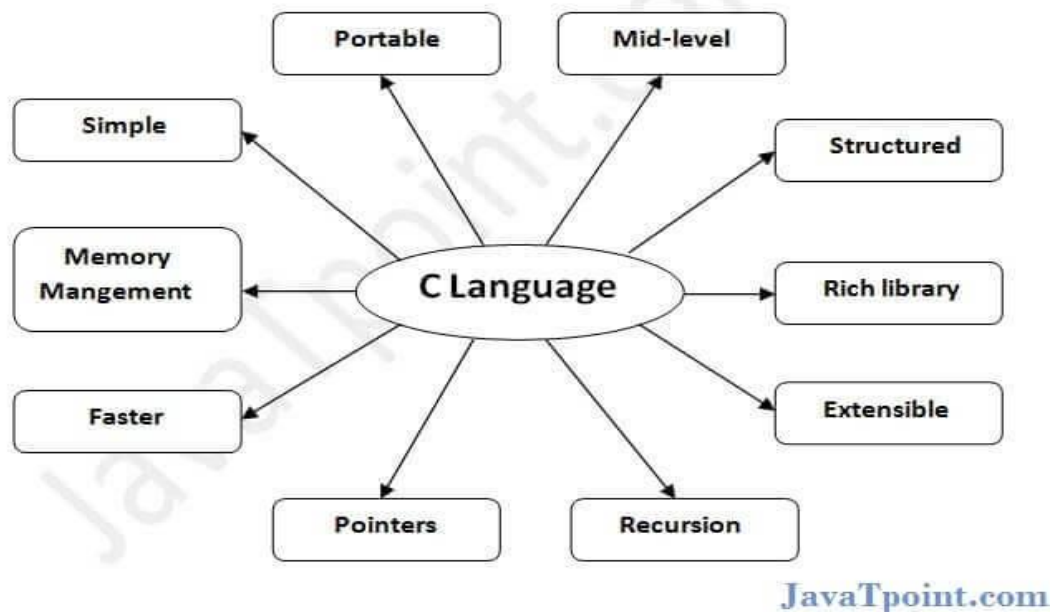 Portable
Mid-level
Simple
Structured
Memory
Mangement
C Language
Rich library
Faster
Extensible
Pointers
Recursion
JavaTpoint.com